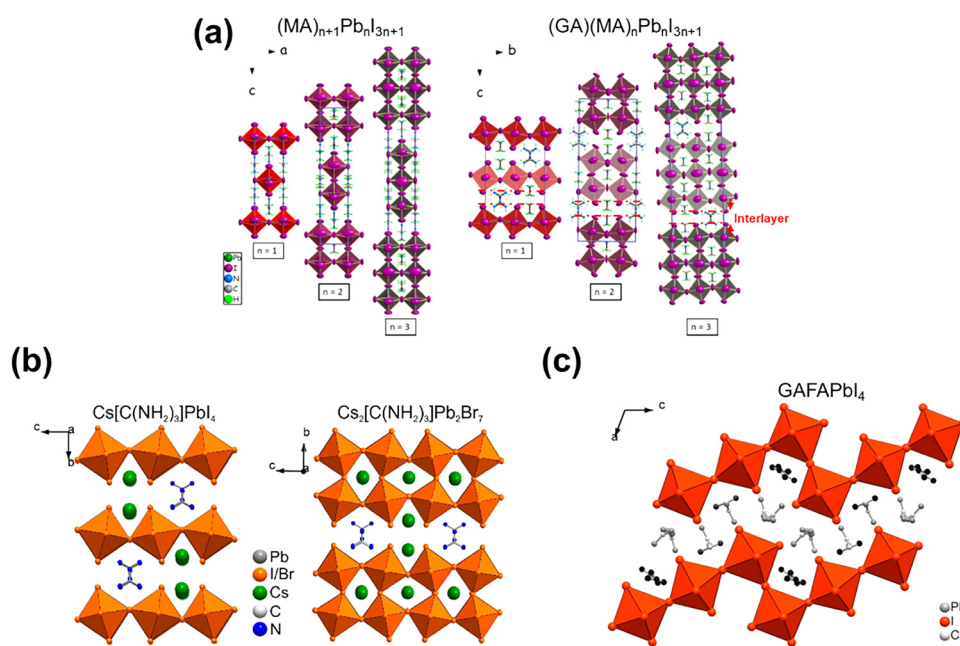 (a)
(MA)n+1PbnI3n+1
(GA)(MA)nPbnI3n+1
a
c
b
c
n = 1
n = 2
n = 3
n = 1
n = 2
n = 3
Interlayer
Pb
I
N
C
H
(b)
Cs[C(NH2)3]PbI4
Cs2[C(NH2)3]Pb2Br7
c
a
b
b
c
a
Pb
I/Br
Cs
C
N
(c)
GAFAPbI4
c
a
I
C